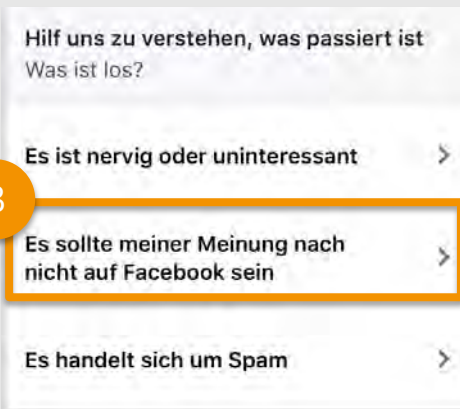 Hilf uns zu verstehen, was passiert ist
Was ist los?
Es ist nervig oder uninteressant
3
Es sollte meiner Meinung nach
nicht auf Facebook sein
Es handelt sich um Spam